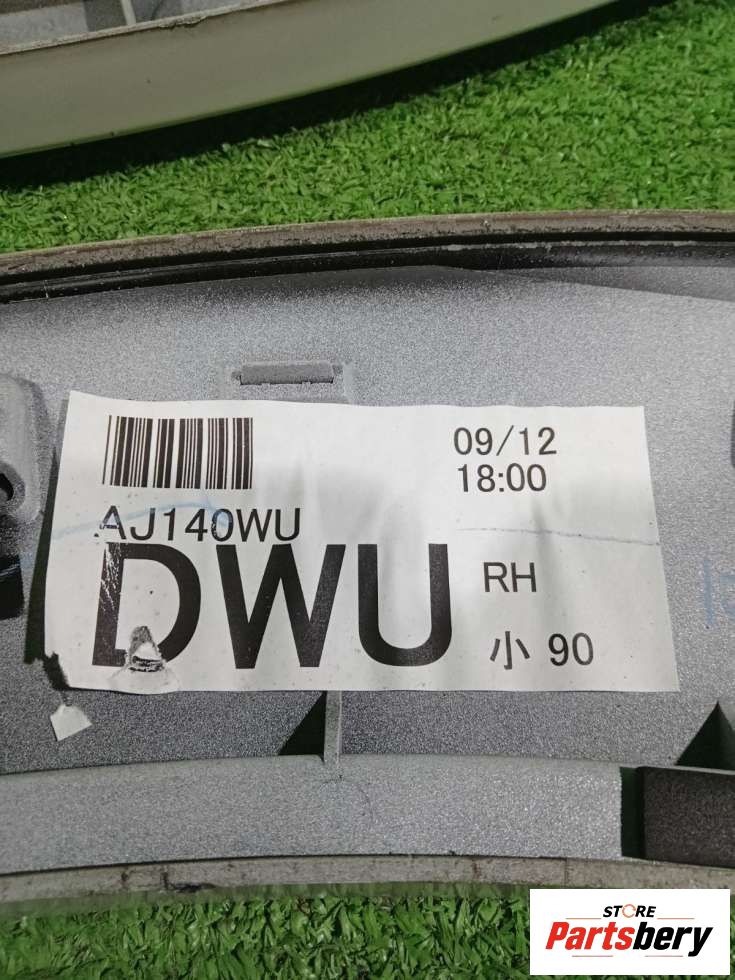 09/12
18:00
AJ140WU
DWU
RH
小 90
STORE
Partsbery